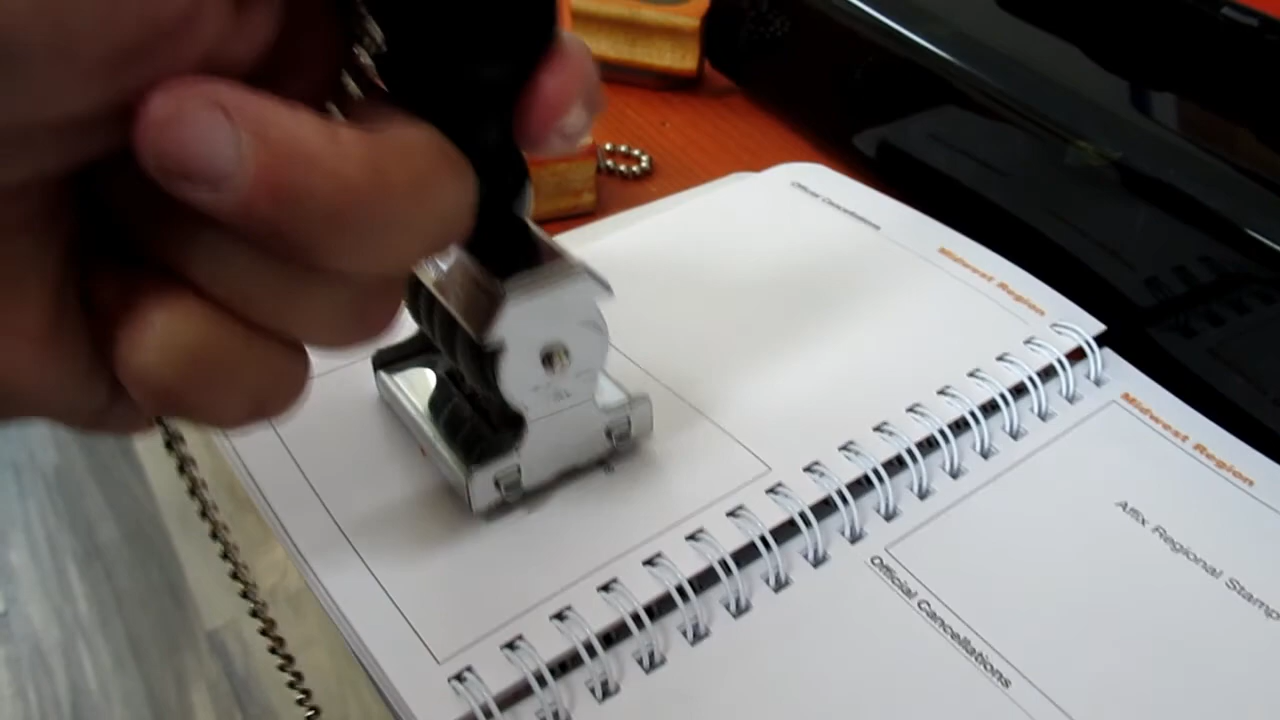 Official Cancellations
Midwest Region
Midwest Region
Affix Regional Stamp
Official Cancellations